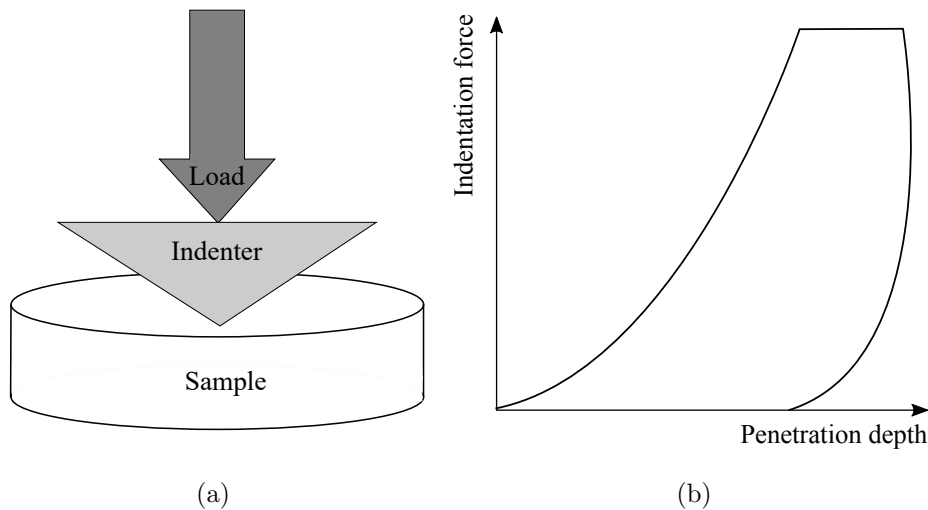 Load
Indenter
Sample
(a)
Indentation force
Penetration depth
(b)